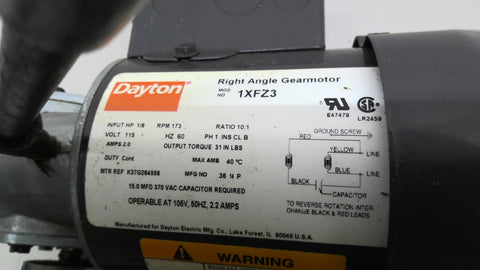 Dayton
Right Angle Gearmotor
MOD NO 1XFZ3
INPUT HP 1/8 RPM 173 RATIO 10:1
VOLT 115 HZ 60 PH 1 INS CL B
AMPS 2.0 OUTPUT TORQUE 31 IN LBS
DUTY Cont MAX AMB 40 °C
MTR REF K37G264556 MFG NO 36 P
15.0 MFD 370 VAC CAPACITOR REQUIRED
OPERABLE AT 105V, 60HZ, 2.2 AMPS
Manufactured for Dayton Electric Mfg. Co., Lake Forest, IL 60045 U.S.A.
E47479
LR2459
RED
GROUND SCREW
YELLOW
LINE
BLUE
LINE
BLACK
CAPACITOR
TO REVERSE ROTATION INTER-
CHANGE BLACK & RED LEADS
WARNING